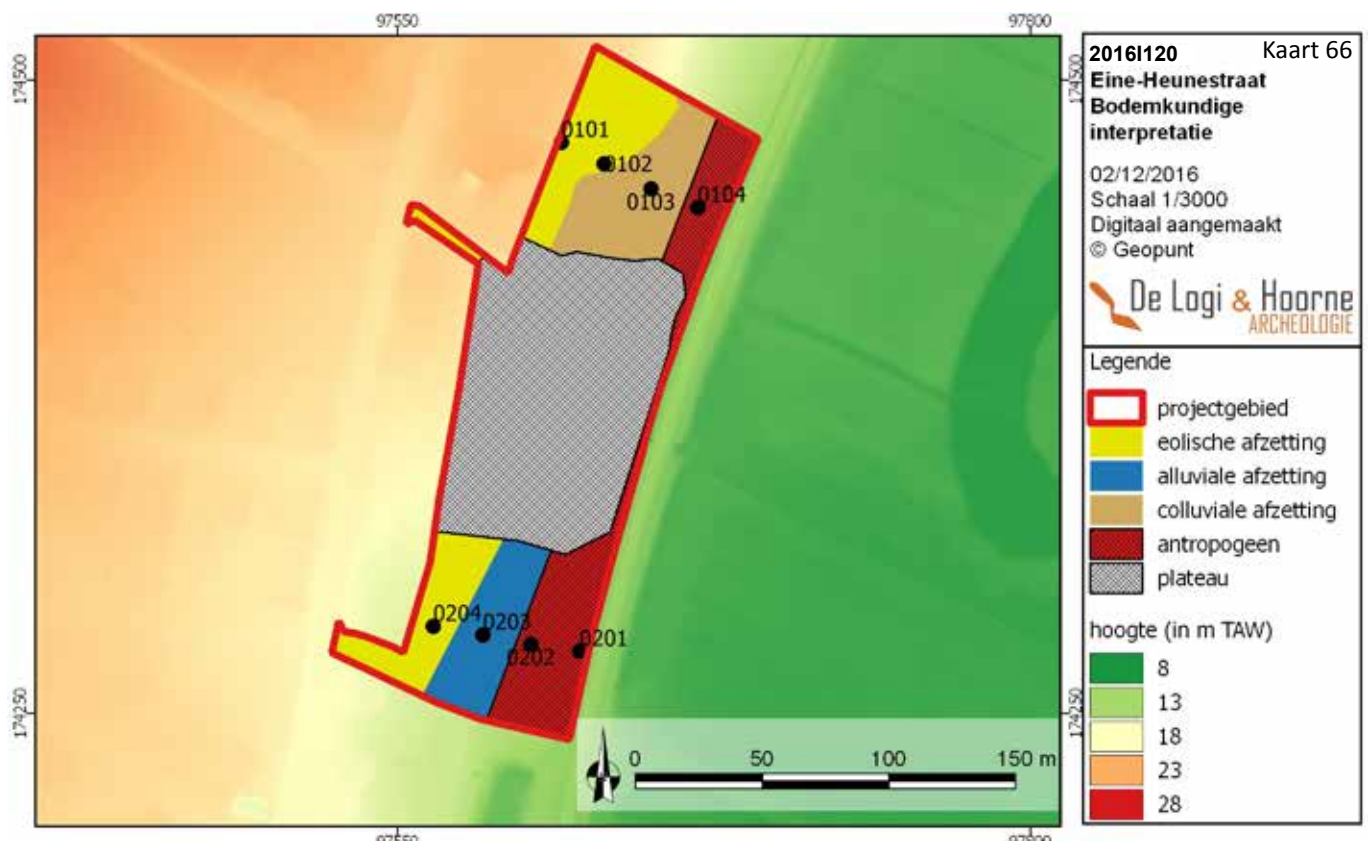 97550
97800
174500
174500
0101
0102
0103
0104
0204
0203
0202
0201
174250
174250
0 50 100 150 m
97550
97800
2016I120 Kaart 66
Eine-Heunestraat
Bodemkundige
interpretatie
02/12/2016
Schaal 1/3000
Digitaal aangemaakt
© Geopunt
De Logi & Hoorne
ARCHEOLOGIE
Legende
projectgebied
eolische afzetting
alluviale afzetting
colluviale afzetting
antropogeen
plateau
hoogte (in m TAW)
8
13
18
23
28